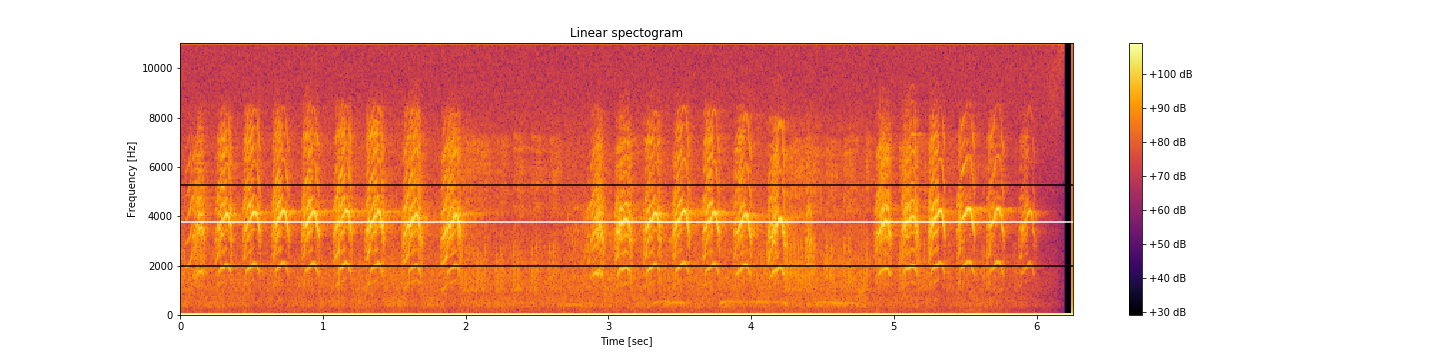 Linear spectogram
10000
8000
6000
4000
2000
0
Frequency [Hz]
0 1 2 3 4 5 6
Time [sec]
+100 dB
+90 dB
+80 dB
+70 dB
+60 dB
+50 dB
+40 dB
+30 dB